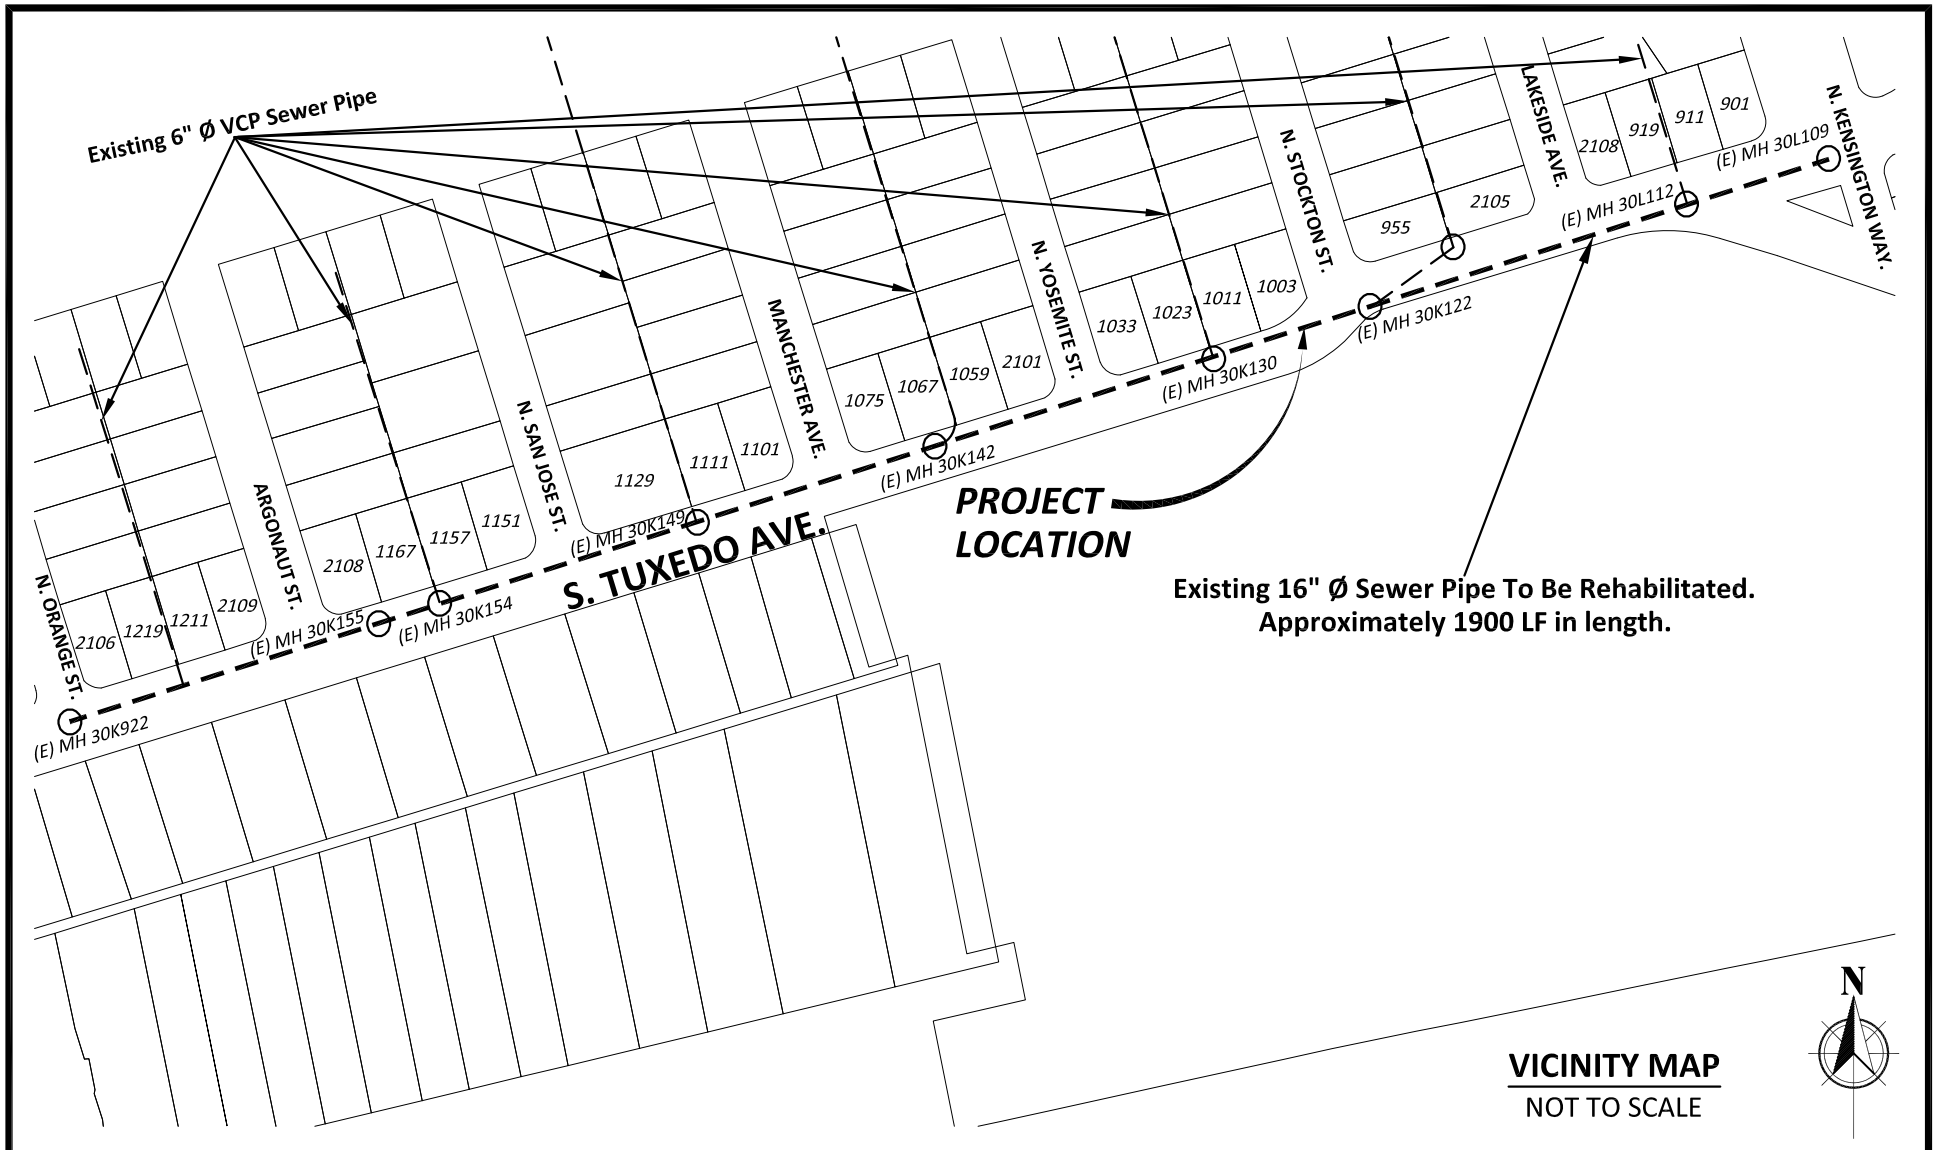 Existing 6" Ø VCP Sewer Pipe
LAKESIDE AVE.
N. KENSINGTON WAY.
N. STOCKTON ST.
N. YOSEMITE ST.
MANCHESTER AVE.
N. SAN JOSE ST.
ARGONAUT ST.
N. ORANGE ST.
2108
919
911
901
(E) MH 30L109
955
2105
(E) MH 30L112
1033
1023
1011
1003
(E) MH 30K122
(E) MH 30K130
1075
1067
1059
2101
(E) MH 30K142
1129
1111
1101
(E) MH 30K149
2108
1167
1157
1151
(E) MH 30K155
(E) MH 30K154
2106
1219
1211
2109
(E) MH 30K922
S. TUXEDO AVE.
PROJECT
LOCATION
Existing 16" Ø Sewer Pipe To Be Rehabilitated.
Approximately 1900 LF in length.
N
VICINITY MAP
NOT TO SCALE